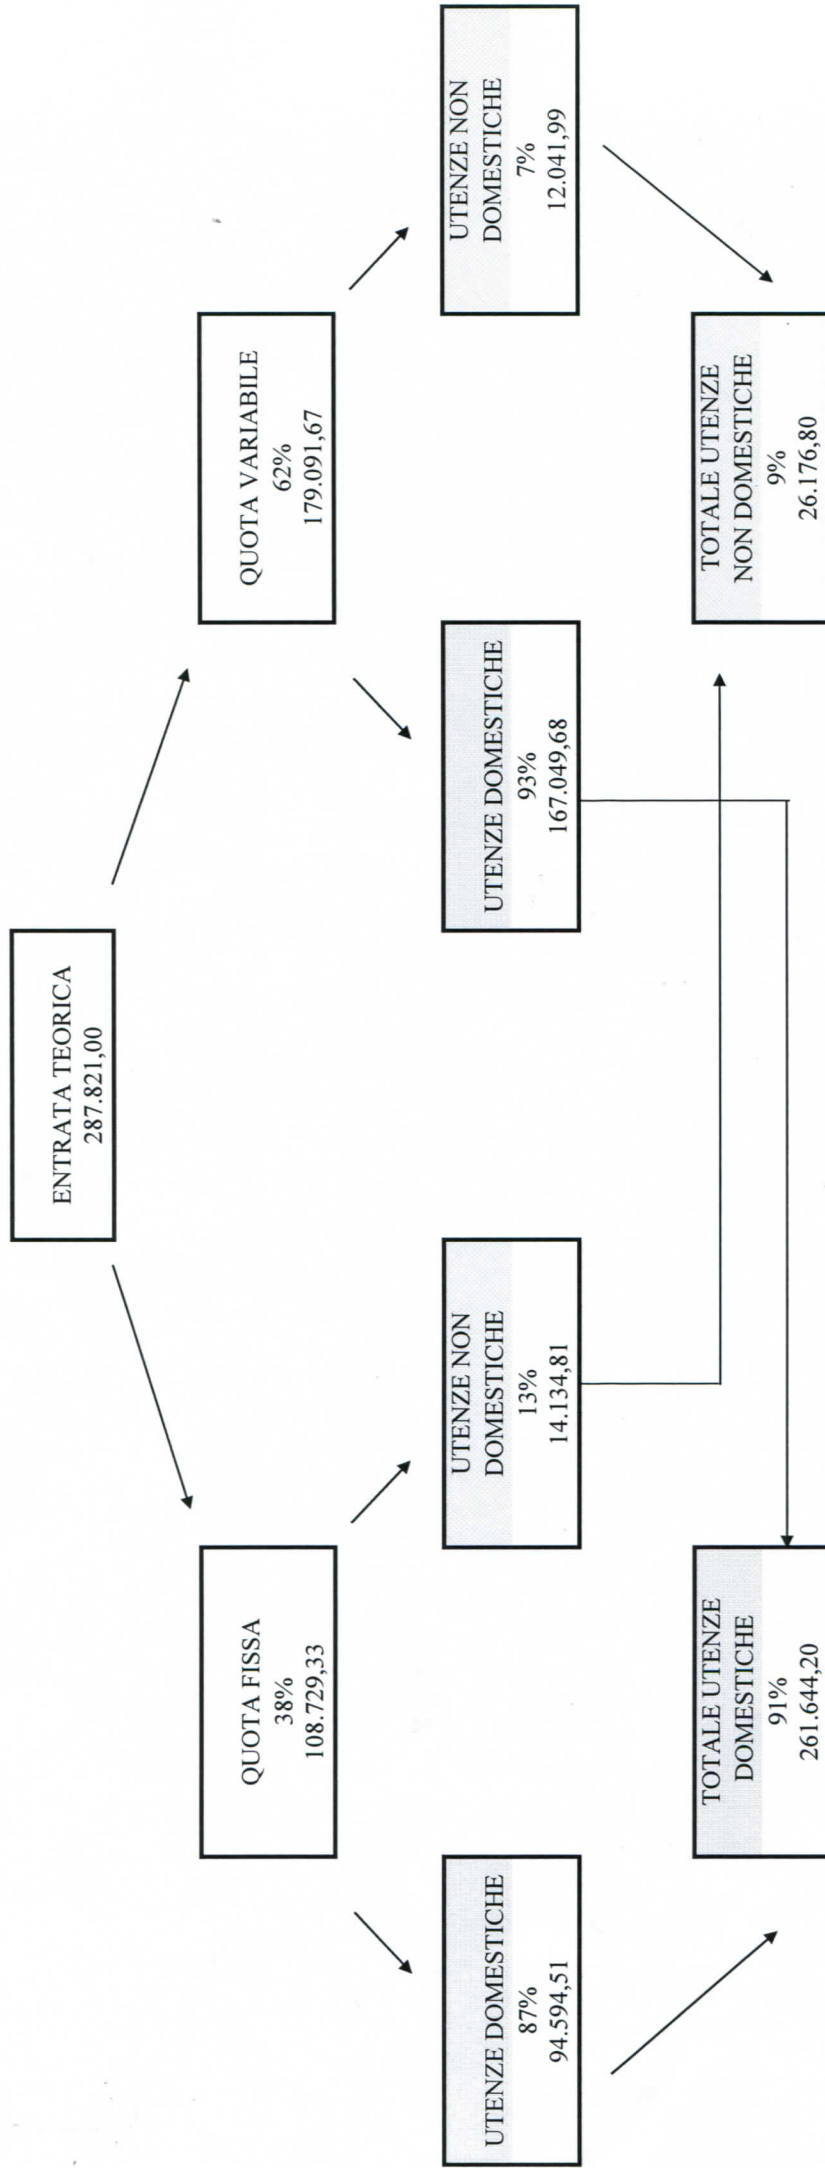 ENTRATA TEORICA
287.821,00
QUOTA FISSA
38%
108.729,33
QUOTA VARIABILE
62%
179.091,67
UTENZE DOMESTICHE
87%
94.594,51
UTENZE NON
DOMESTICHE
13%
14.134,81
UTENZE DOMESTICHE
93%
167.049,68
UTENZE NON
DOMESTICHE
7%
12.041,99
TOTALE UTENZE
DOMESTICHE
91%
261.644,20
TOTALE UTENZE
NON DOMESTICHE
9%
26.176,80